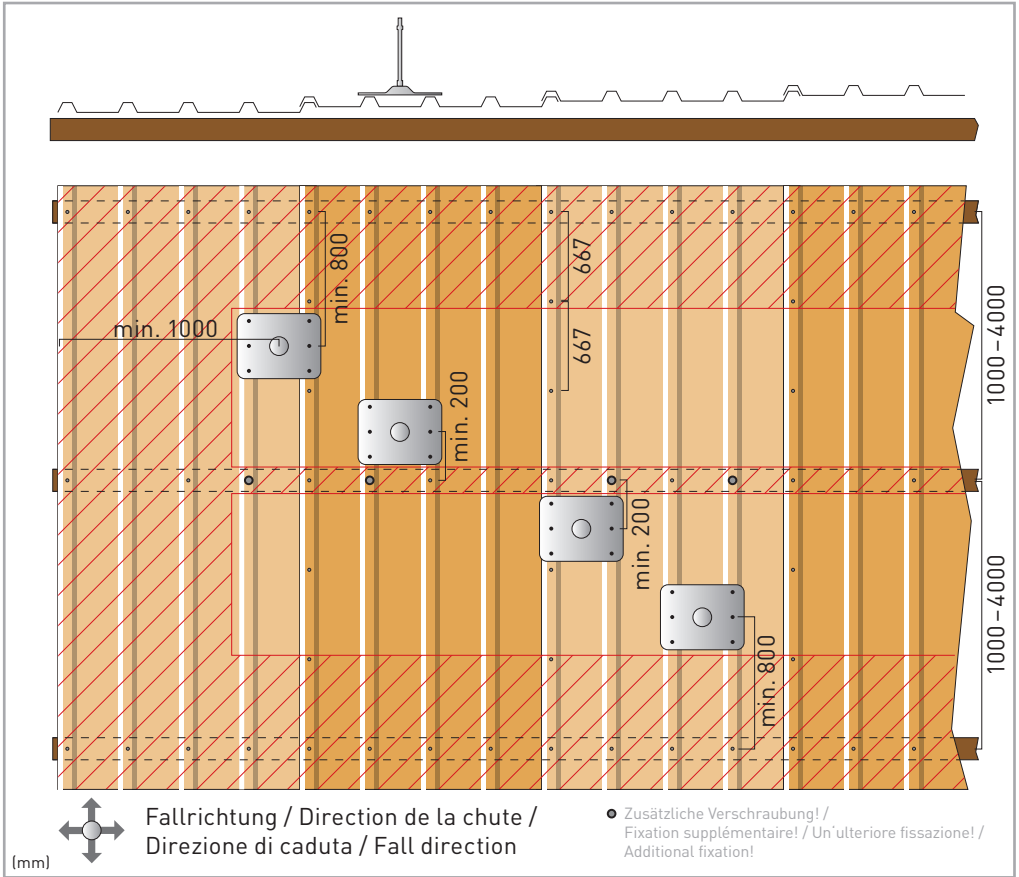 min. 800
667
min. 1000
667
1000 – 4000
min. 200
min. 200
1000 – 4000
min. 800
Fallrichtung / Direction de la chute /
Direzione di caduta / Fall direction
Zusätzliche Verschraubung! /
Fixation supplémentaire! / Un'ulteriore fissazione! /
Additional fixation!
(mm)